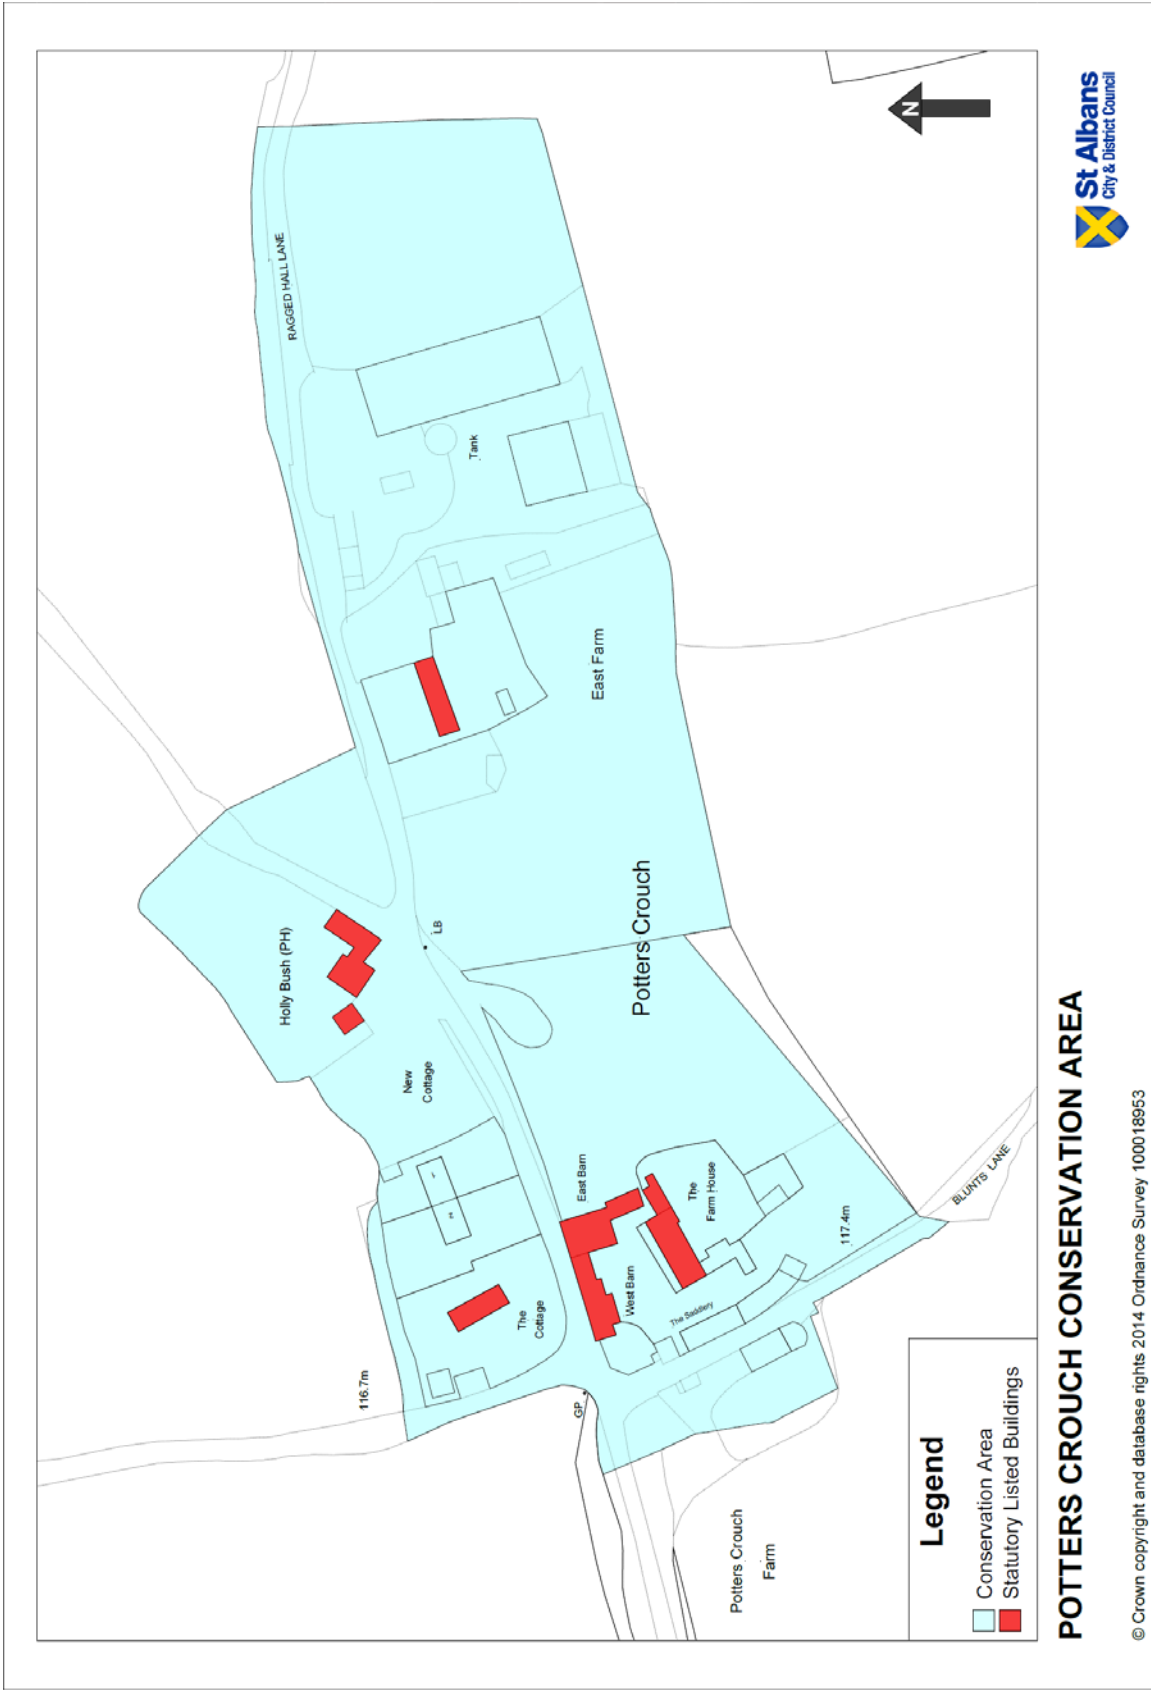 RAGGED HALL LANE
Tank
East Farm
Holly Bush (PH)
LB
Potters Crouch
New
Cottage
East Barn
The
Farm House
West Barn
The Saddlery
The
Cottage
117.4m
BLUNTS LANE
116.7m
GP
Potters Crouch
Farm
N
Legend
Conservation Area
Statutory Listed Buildings
POTTERS CROUCH CONSERVATION AREA
© Crown copyright and database rights 2014 Ordnance Survey 100018953
St Albans
City & District Council